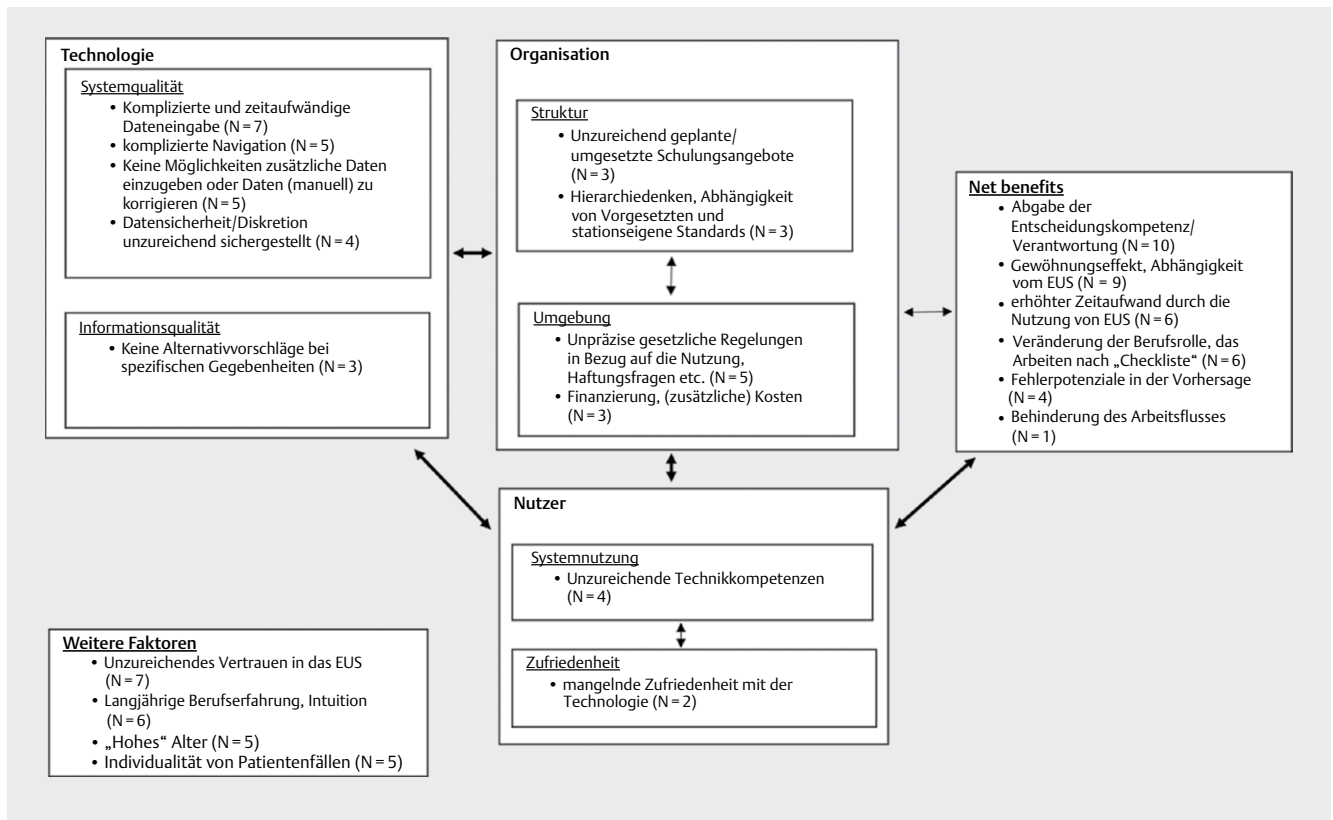 Technologie
Systemqualität
• Komplizierte und zeitaufwändige
Dateneingabe (N = 7)
• komplizierte Navigation (N = 5)
• Keine Möglichkeiten zusätzliche Daten
einzugeben oder Daten (manuell) zu
korrigieren (N = 5)
• Datensicherheit/Diskretion
unzureichend sichergestellt (N = 4)
Informationsqualität
• Keine Alternativvorschläge bei
spezifischen Gegebenheiten (N = 3)
Organisation
Struktur
• Unzureichend geplante/
umgesetzte Schulungsangebote
(N = 3)
• Hierarchiedenken, Abhängigkeit
von Vorgesetzten und
stationseigene Standards (N = 3)
Umgebung
• Unpräzise gesetzliche Regelungen
in Bezug auf die Nutzung,
Haftungsfragen etc. (N = 5)
• Finanzierung, (zusätzliche) Kosten
(N = 3)
Net benefits
• Abgabe der
Entscheidungskompetenz/
Verantwortung (N = 10)
• Gewöhnungseffekt, Abhängigkeit
vom EUS (N = 9)
• erhöhter Zeitaufwand durch die
Nutzung von EUS (N = 6)
• Veränderung der Berufsrolle, das
Arbeiten nach „Checkliste“ (N = 6)
• Fehlerpotenziale in der Vorhersage
(N = 4)
• Behinderung des Arbeitsflusses
(N = 1)
Nutzer
Systemnutzung
• Unzureichende Technikkompetenzen
(N = 4)
Zufriedenheit
• mangelnde Zufriedenheit mit der
Technologie (N = 2)
Weitere Faktoren
• Unzureichendes Vertrauen in das EUS
(N = 7)
• Langjährige Berufserfahrung, Intuition
(N = 6)
• „Hohes“ Alter (N = 5)
• Individualität von Patientenfällen (N = 5)